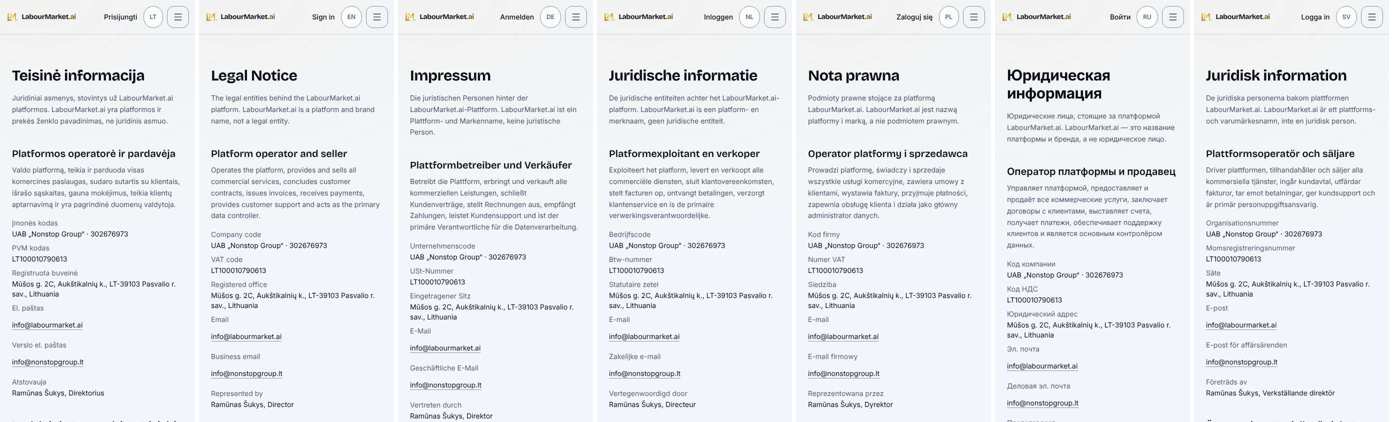 LabourMarket.ai
Prisijungti
LT
Teisinė informacija
Juridiniai asmenys, stovintys už LabourMarket.ai
platformos. LabourMarket.ai yra platformos ir
prekės ženklo pavadinimas, ne juridinis asmuo.
Platformos operatorė ir pardavėja
Valdo platformą, teikia ir parduoda visas
komercines paslaugas, sudaro sutartis su klientais,
išrašo sąskaitas, gauna mokėjimus, teikia klientų
aptarnavimą ir yra pagrindinė duomenų valdytoja.
Įmonės kodas
UAB „Nonstop Group“ · 302676973
PVM kodas
LT100010790613
Registruota buveinė
Mūšos g. 2C, Aukštikalnių k., LT-39103 Pasvalio r.
sav., Lithuania
El. paštas
info@labourmarket.ai
Verslo el. paštas
info@nonstopgroup.lt
Atstovauja
Ramūnas Šukys, Direktorius
LabourMarket.ai
Sign in
EN
Legal Notice
The legal entities behind the LabourMarket.ai
platform. LabourMarket.ai is a platform and brand
name, not a legal entity.
Platform operator and seller
Operates the platform, provides and sells all
commercial services, concludes customer
contracts, issues invoices, receives payments,
provides customer support and acts as the primary
data controller.
Company code
UAB „Nonstop Group“ · 302676973
VAT code
LT100010790613
Registered office
Mūšos g. 2C, Aukštikalnių k., LT-39103 Pasvalio r.
sav., Lithuania
Email
info@labourmarket.ai
Business email
info@nonstopgroup.lt
Represented by
Ramūnas Šukys, Director
LabourMarket.ai
Anmelden
DE
Impressum
Die juristischen Personen hinter der
LabourMarket.ai-Plattform. LabourMarket.ai ist ein
Plattform- und Markenname, keine juristische
Person.
Plattformbetreiber und Verkäufer
Betreibt die Plattform, erbringt und verkauft alle
kommerziellen Leistungen, schließt
Kundenverträge, stellt Rechnungen aus, empfängt
Zahlungen, leistet Kundensupport und ist der
primäre Verantwortliche für die Datenverarbeitung.
Unternehmenscode
UAB „Nonstop Group“ · 302676973
USt-Nummer
LT100010790613
Eingetragener Sitz
Mūšos g. 2C, Aukštikalnių k., LT-39103 Pasvalio r.
sav., Lithuania
E-Mail
info@labourmarket.ai
Geschäftliche E-Mail
info@nonstopgroup.lt
Vertreten durch
Ramūnas Šukys, Direktor
LabourMarket.ai
Inloggen
NL
Juridische informatie
De juridische entiteiten achter het LabourMarket.ai-
platform. LabourMarket.ai is een platform- en
merknaam, geen juridische entiteit.
Platformexploitant en verkoper
Exploiteert het platform, levert en verkoopt alle
commerciële diensten, sluit klantovereenkomsten,
stelt facturen op, ontvangt betalingen, verzorgt
klantenservice en is de primaire
verwerkingsverantwoordelijke.
Bedrijfscode
UAB „Nonstop Group“ · 302676973
Btw-nummer
LT100010790613
Statutaire zetel
Mūšos g. 2C, Aukštikalnių k., LT-39103 Pasvalio r.
sav., Lithuania
E-mail
info@labourmarket.ai
Zakelijke e-mail
info@nonstopgroup.lt
Vertegenwoordigd door
Ramūnas Šukys, Directeur
LabourMarket.ai
Zaloguj się
PL
Nota prawna
Podmioty prawne stojące za platformą
LabourMarket.ai. LabourMarket.ai jest nazwą
platformy i marką, a nie podmiotem prawnym.
Operator platformy i sprzedawca
Prowadzi platformę, świadczy i sprzedaje
wszystkie usługi komercyjne, zawiera umowy z
klientami, wystawia faktury, przyjmuje płatności,
zapewnia obsługę klienta i działa jako główny
administrator danych.
Kod firmy
UAB „Nonstop Group“ · 302676973
Numer VAT
LT100010790613
Siedziba
Mūšos g. 2C, Aukštikalnių k., LT-39103 Pasvalio r.
sav., Lithuania
E-mail
info@labourmarket.ai
E-mail firmowy
info@nonstopgroup.lt
Reprezentowana przez
Ramūnas Šukys, Dyrektor
LabourMarket.ai
Войти
RU
Юридическая
информация
Юридические лица, стоящие за платформой
LabourMarket.ai. LabourMarket.ai — это название
платформы и бренда, а не юридическое лицо.
Оператор платформы и продавец
Управляет платформой, предоставляет и
продаёт все коммерческие услуги, заключает
договоры с клиентами, выставляет счета,
получает платежи, обеспечивает поддержку
клиентов и является основным контролёром
данных.
Код компании
UAB „Nonstop Group“ · 302676973
Код НДС
LT100010790613
Юридический адрес
Mūšos g. 2C, Aukštikalnių k., LT-39103 Pasvalio r.
sav., Lithuania
Эл. почта
info@labourmarket.ai
Деловая эл. почта
info@nonstopgroup.lt
LabourMarket.ai
Logga in
SV
Juridisk information
De juridiska personerna bakom plattformen
LabourMarket.ai. LabourMarket.ai är ett plattforms-
och varumärkesnamn, inte en juridisk person.
Plattformsoperatör och säljare
Driver plattformen, tillhandahåller och säljer alla
kommersiella tjänster, ingår kundavtal, utfärdar
fakturor, tar emot betalningar, ger kundsupport och
är primär personuppgiftsansvarig.
Organisationsnummer
UAB „Nonstop Group“ · 302676973
Momsregistreringsnummer
LT100010790613
Säte
Mūšos g. 2C, Aukštikalnių k., LT-39103 Pasvalio r.
sav., Lithuania
E-post
info@labourmarket.ai
E-post för affärsärenden
info@nonstopgroup.lt
Företräds av
Ramūnas Šukys, Verkställande direktör